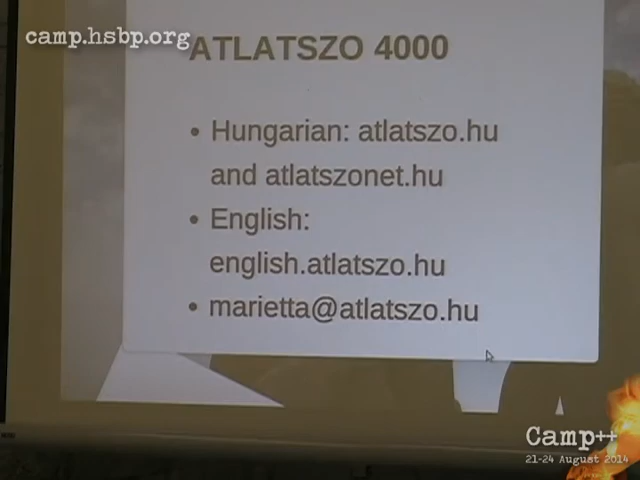 camp.hsbp.org
ATLATSZO 4000
• Hungarian: atlatszo.hu
and atlatszonet.hu
• English:
english.atlatszo.hu
• marietta@atlatszo.hu
Camp++
21-24 August 2014